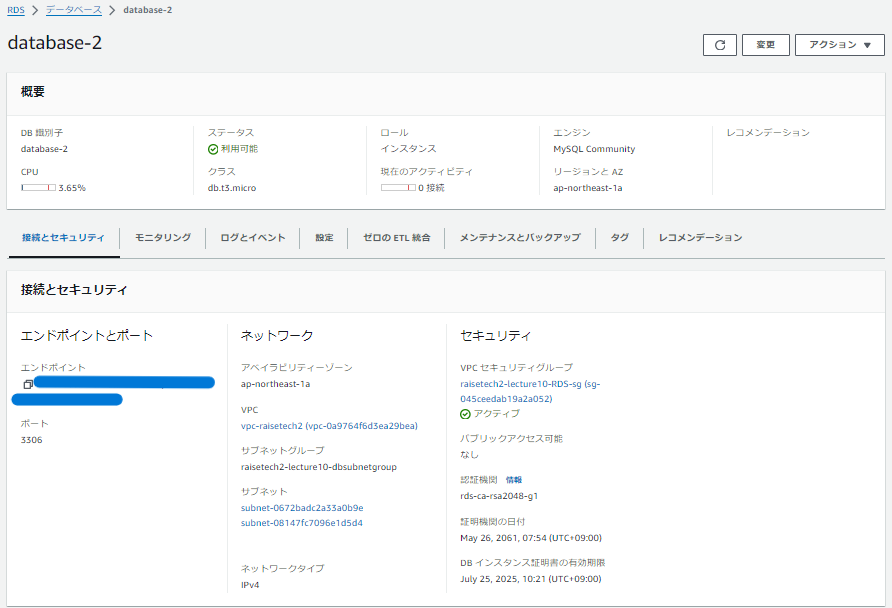 RDS > データベース > database-2
database-2
変更
アクション ▼
概要
DB 識別子
database-2
CPU
3.65%
ステータス
利用可能
クラス
db.t3.micro
ロール
インスタンス
現在のアクティビティ
0 接続
エンジン
MySQL Community
リージョンと AZ
ap-northeast-1a
レコメンデーション
接続とセキュリティ
モニタリング
ログとイベント
設定
ゼロの ETL 統合
メンテナンスとバックアップ
タグ
レコメンデーション
接続とセキュリティ
エンドポイントとポート
エンドポイント
ポート
3306
ネットワーク
アベイラビリティーゾーン
ap-northeast-1a
VPC
vpc-raisetech2 (vpc-0a9764f6d3ea29bea)
サブネットグループ
raisetech2-lecture10-dbsubnetgroup
サブネット
subnet-0672badc2a33a0b9e
subnet-08147fc7096e1d5d4
ネットワークタイプ
IPv4
セキュリティ
VPC セキュリティグループ
raisetech2-lecture10-RDS-sg (sg-
045ceedab19a2a052)
アクティブ
パブリックアクセス可能
なし
認証機関 情報
rds-ca-rsa2048-g1
証明機関の日付
May 26, 2061, 07:54 (UTC+09:00)
DB インスタンス証明書の有効期限
July 25, 2025, 10:21 (UTC+09:00)